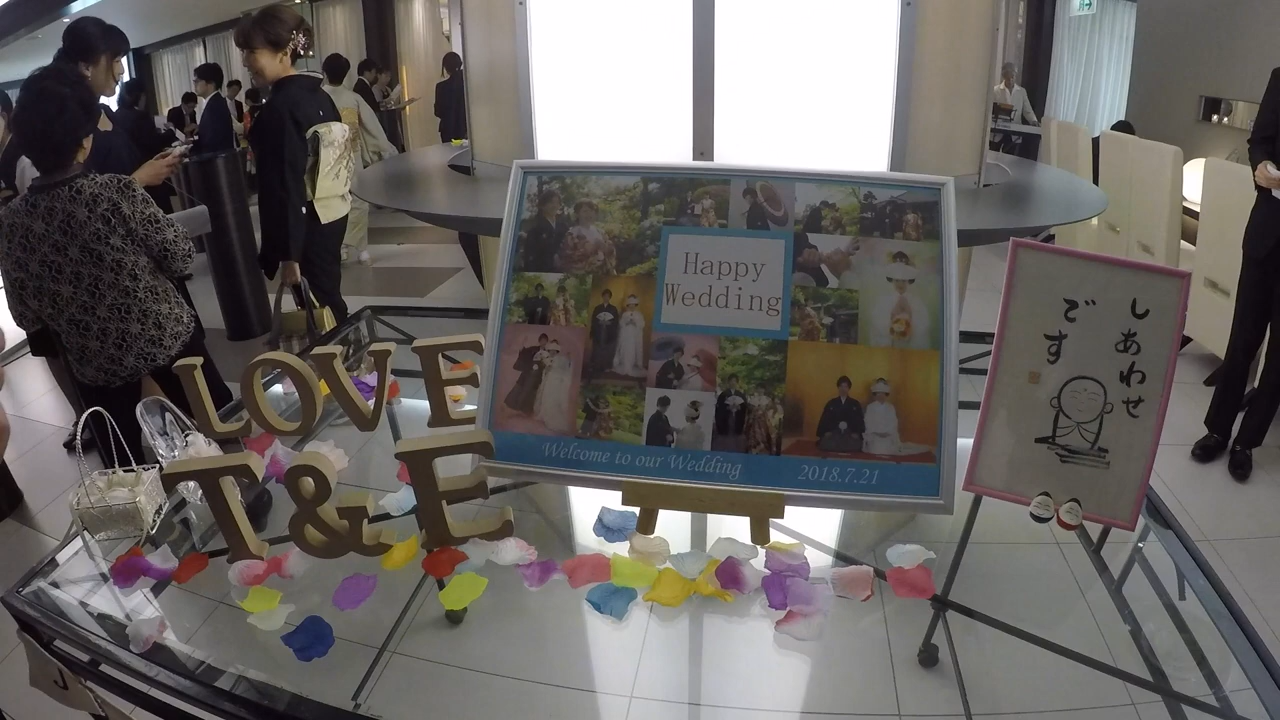 LOVE
T&E
Happy
Wedding
Welcome to our Wedding
2018.7.21
しあわせ
です
J